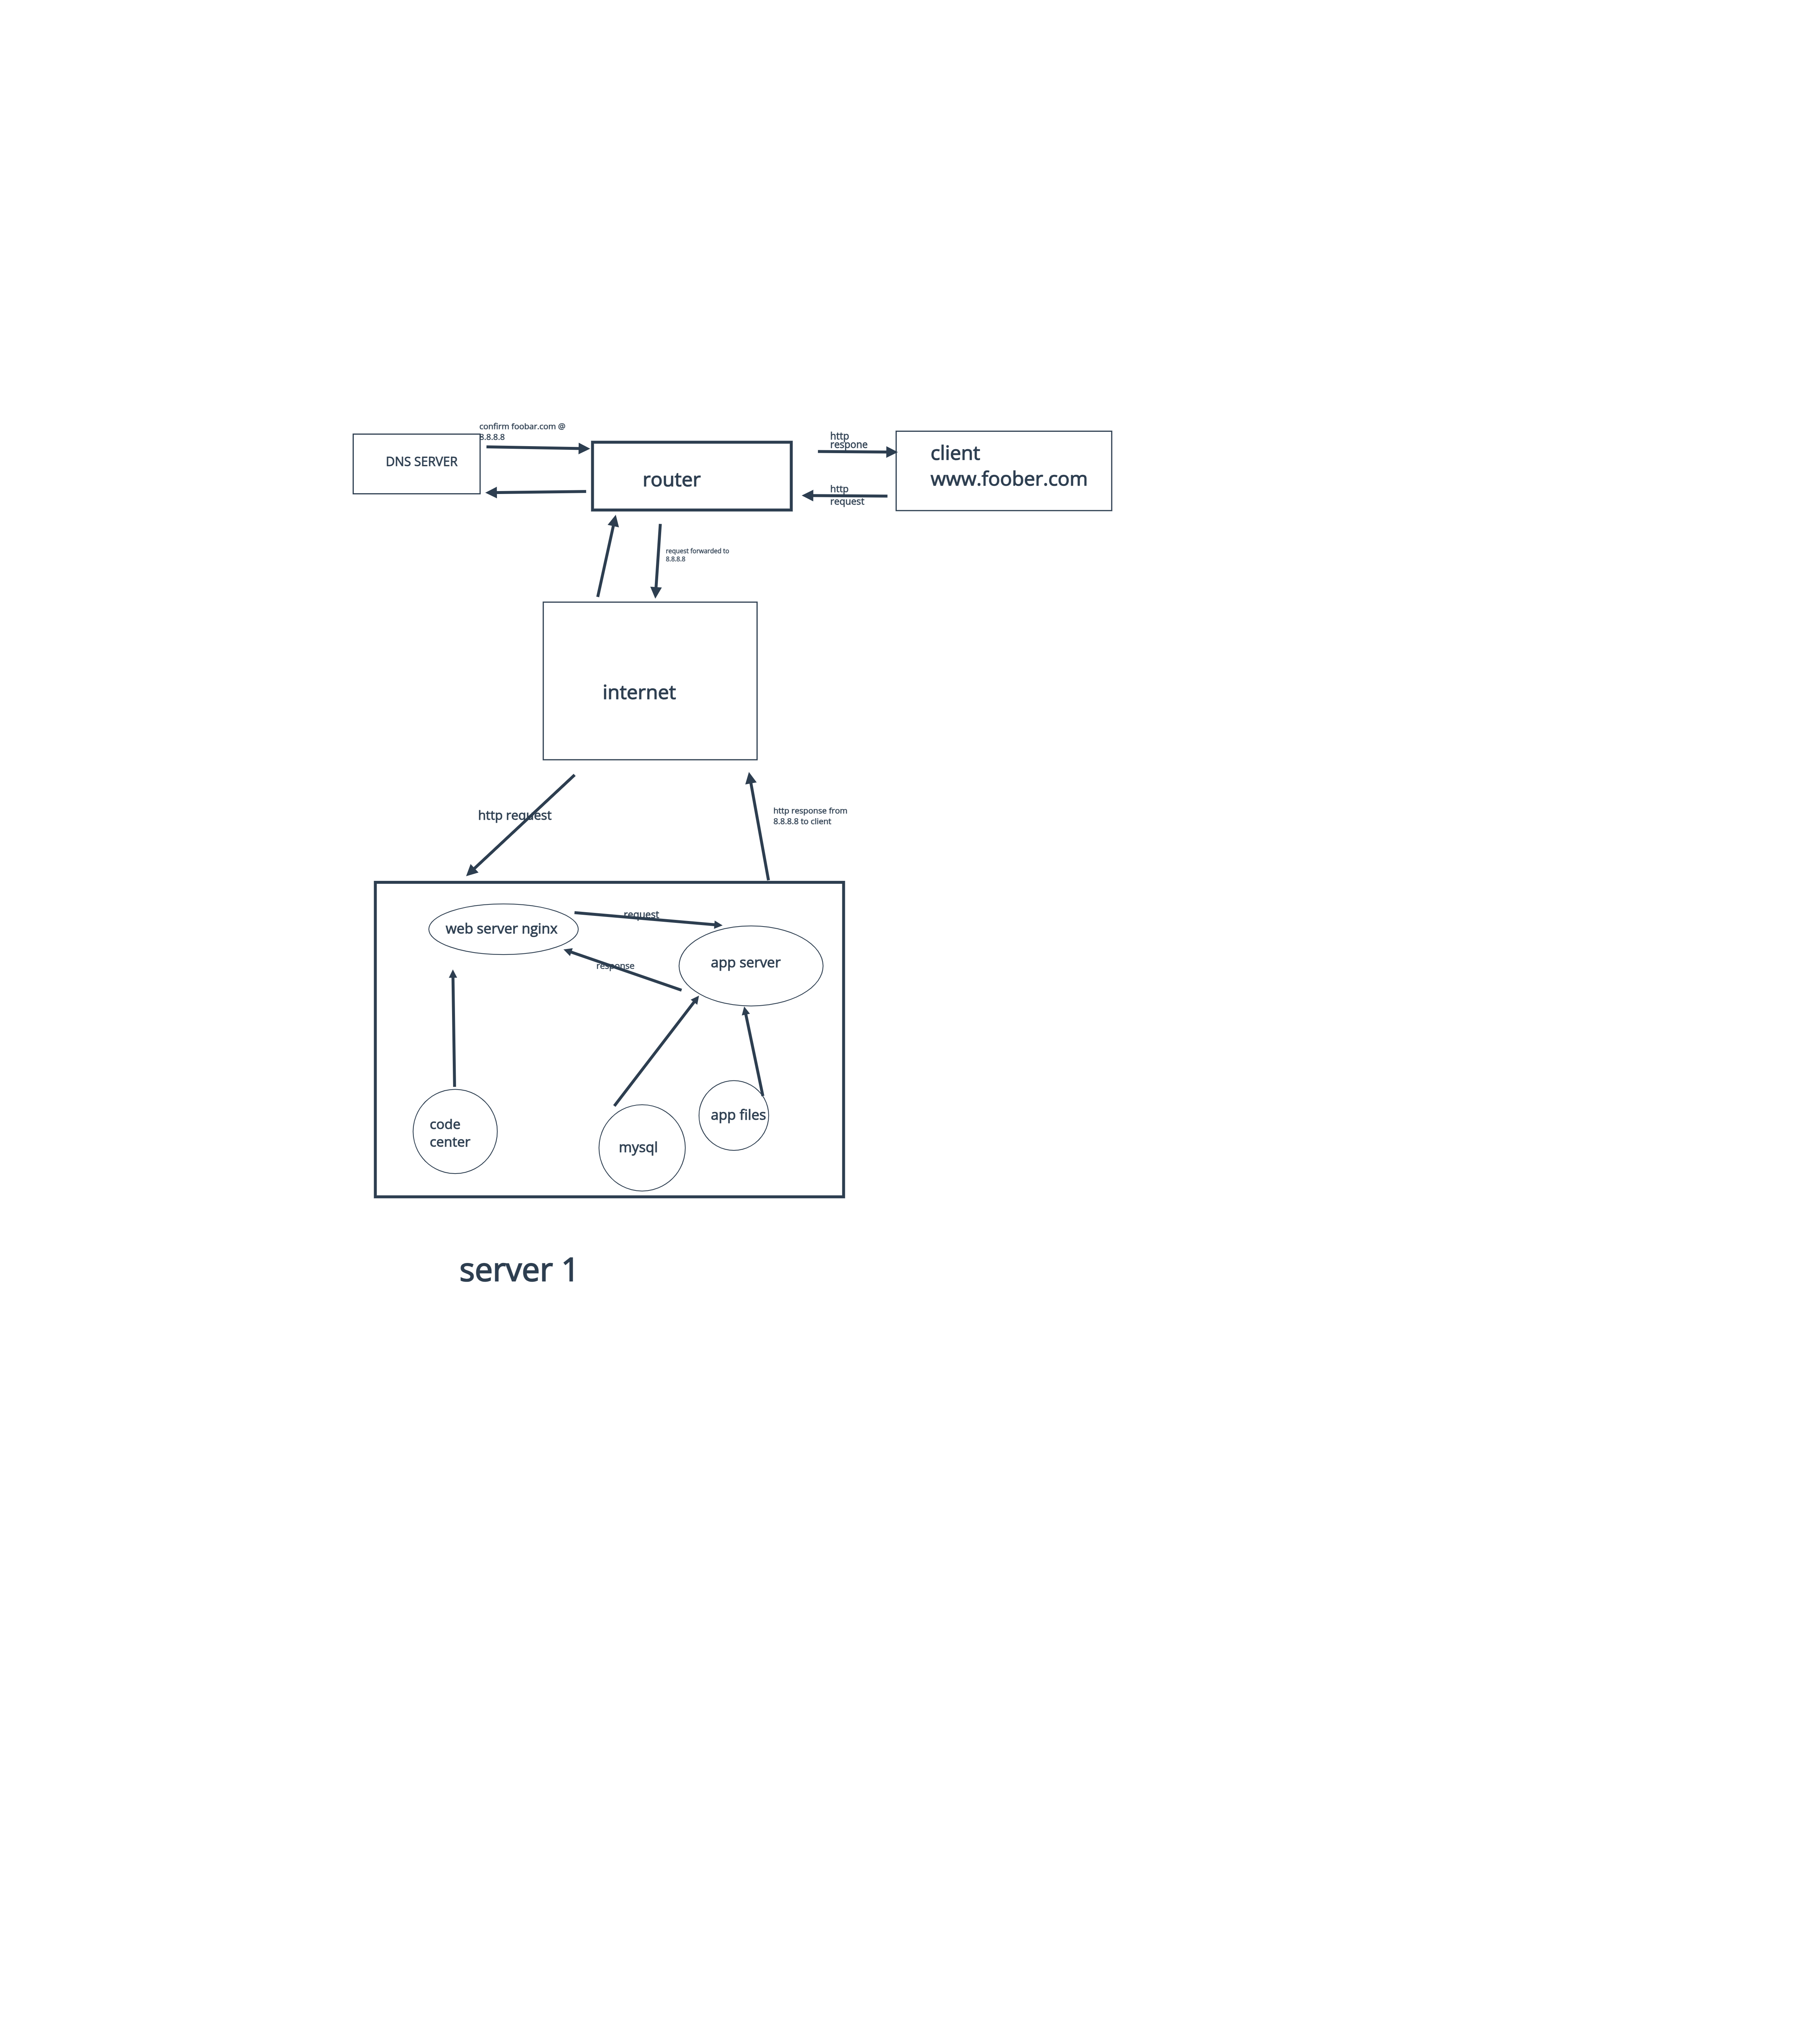 confirm foobar.com @
8.8.8.8
DNS SERVER
router
http
respone
http
request
client
www.foober.com
request forwarded to
8.8.8.8
internet
http request
http response from
8.8.8.8 to client
web server nginx
request
response
app server
code
center
mysql
app files
server 1